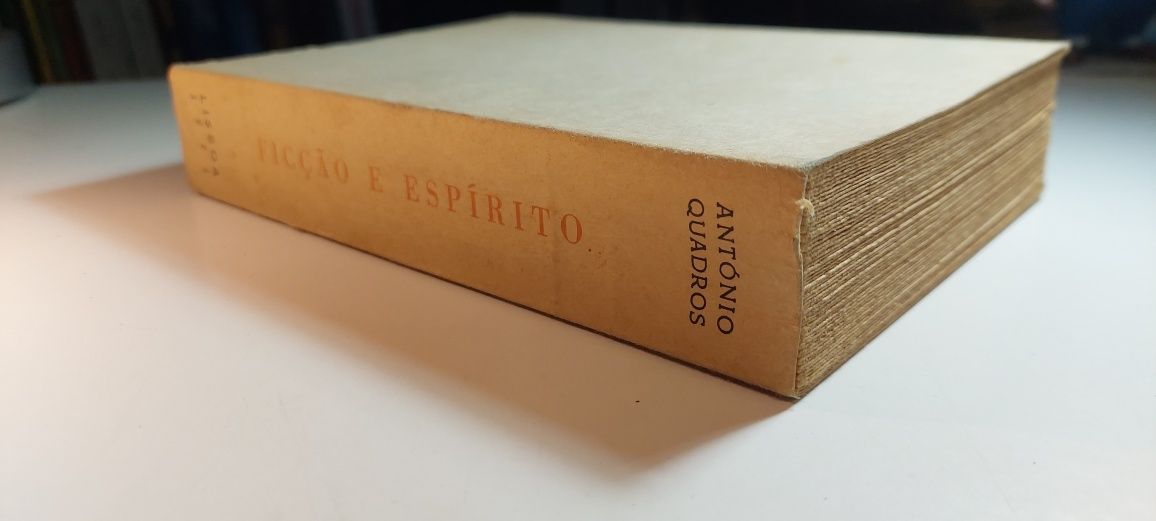 FICÇÃO E ESPÍRITO
ANTÓNIO
QUADROS